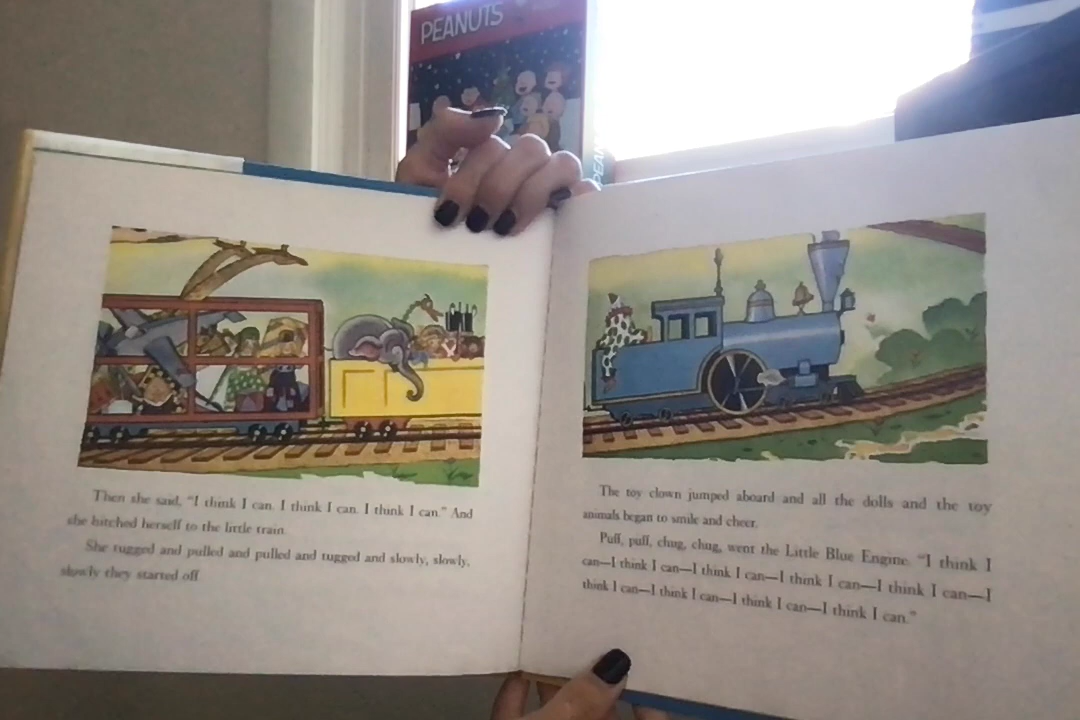 PEANUTS
PEAN
Then she said, “I think I can. I think I can. I think I can.” And
she hitched herself to the little train.
She tugged and pulled and pulled and tugged and slowly, slowly,
slowly they started off
The toy clown jumped aboard and all the dolls and the toy
animals began to smile and cheer.
Puff, puff, chug, chug, went the Little Blue Engine. “I think I
can—I think I can—I think I can—I think I can—I think I can—I
think I can—I think I can—I think I can—I think I can.”